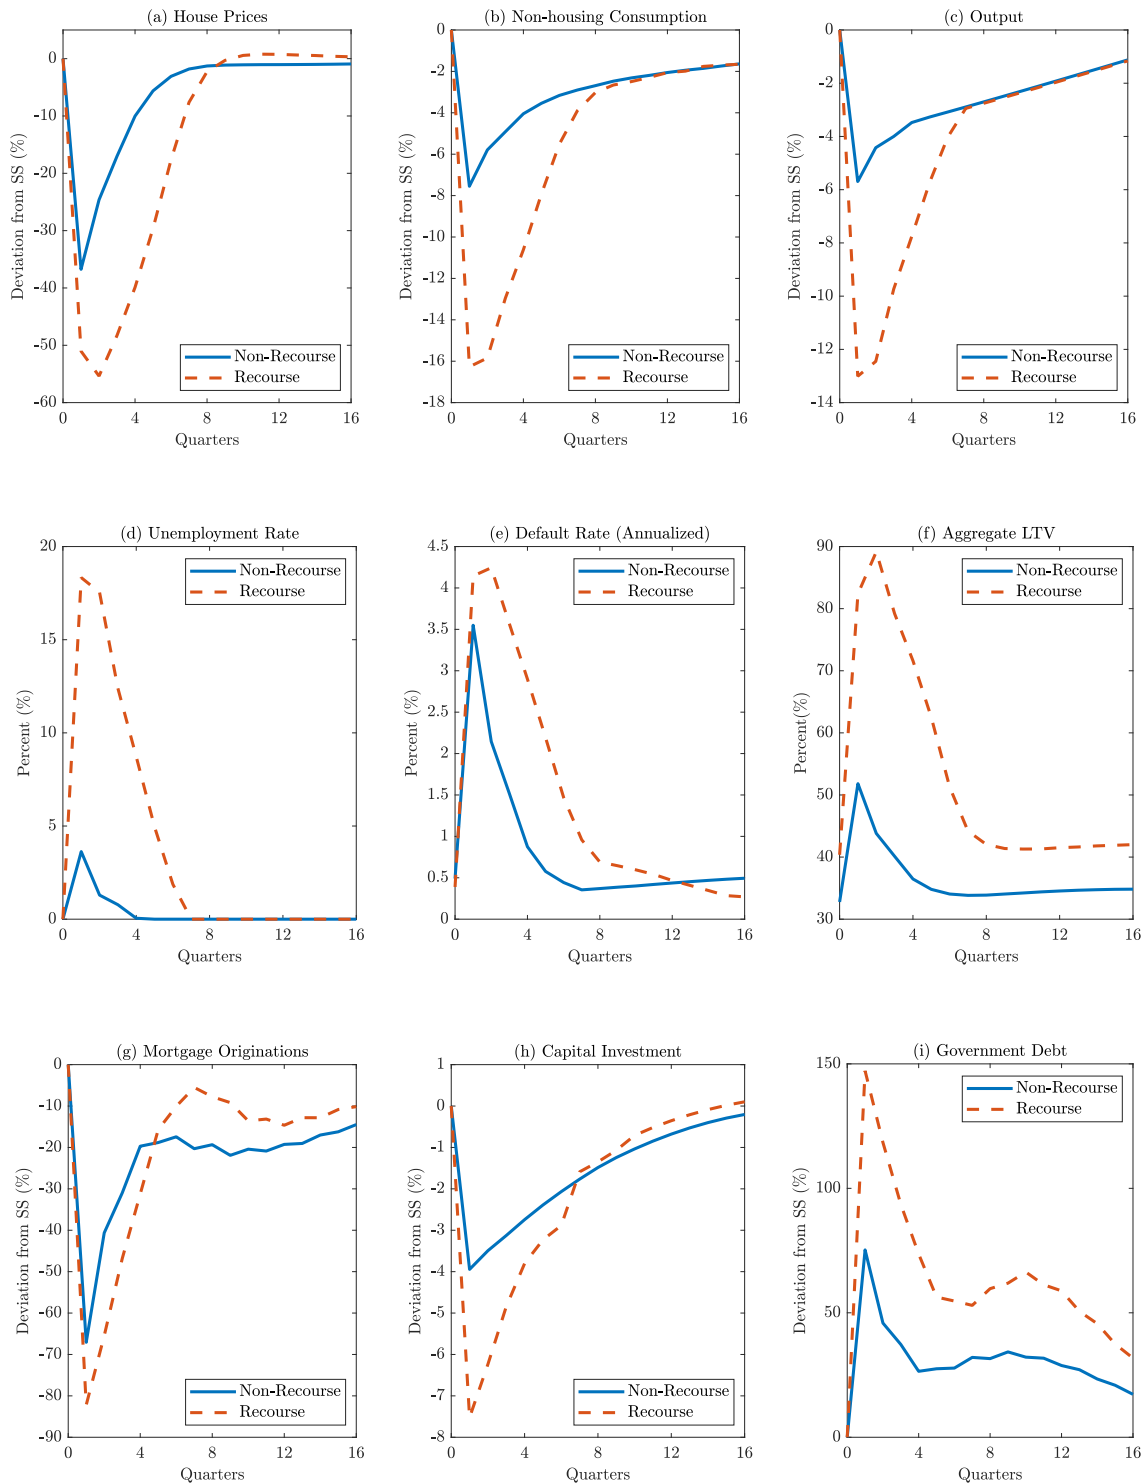 (a) House Prices
Deviation from SS (%)
0
-10
-20
-30
-40
-50
-60
0 4 8 12 16
Quarters
Non-Recourse
Recourse
(b) Non-housing Consumption
Deviation from SS (%)
0
-2
-4
-6
-8
-10
-12
-14
-16
-18
0 4 8 12 16
Quarters
Non-Recourse
Recourse
(c) Output
Deviation from SS (%)
0
-2
-4
-6
-8
-10
-12
-14
0 4 8 12 16
Quarters
Non-Recourse
Recourse
(d) Unemployment Rate
Percent (%)
20
15
10
5
0
0 4 8 12 16
Quarters
Non-Recourse
Recourse
(e) Default Rate (Annualized)
Percent (%)
4.5
4
3.5
3
2.5
2
1.5
1
0.5
0
0 4 8 12 16
Quarters
Non-Recourse
Recourse
(f) Aggregate LTV
Percent(%)
90
80
70
60
50
40
30
0 4 8 12 16
Quarters
Non-Recourse
Recourse
(g) Mortgage Originations
Deviation from SS (%)
0
-10
-20
-30
-40
-50
-60
-70
-80
-90
0 4 8 12 16
Quarters
Non-Recourse
Recourse
(h) Capital Investment
Deviation from SS (%)
1
0
-1
-2
-3
-4
-5
-6
-7
-8
0 4 8 12 16
Quarters
Non-Recourse
Recourse
(i) Government Debt
Deviation from SS (%)
150
100
50
0
0 4 8 12 16
Quarters
Non-Recourse
Recourse